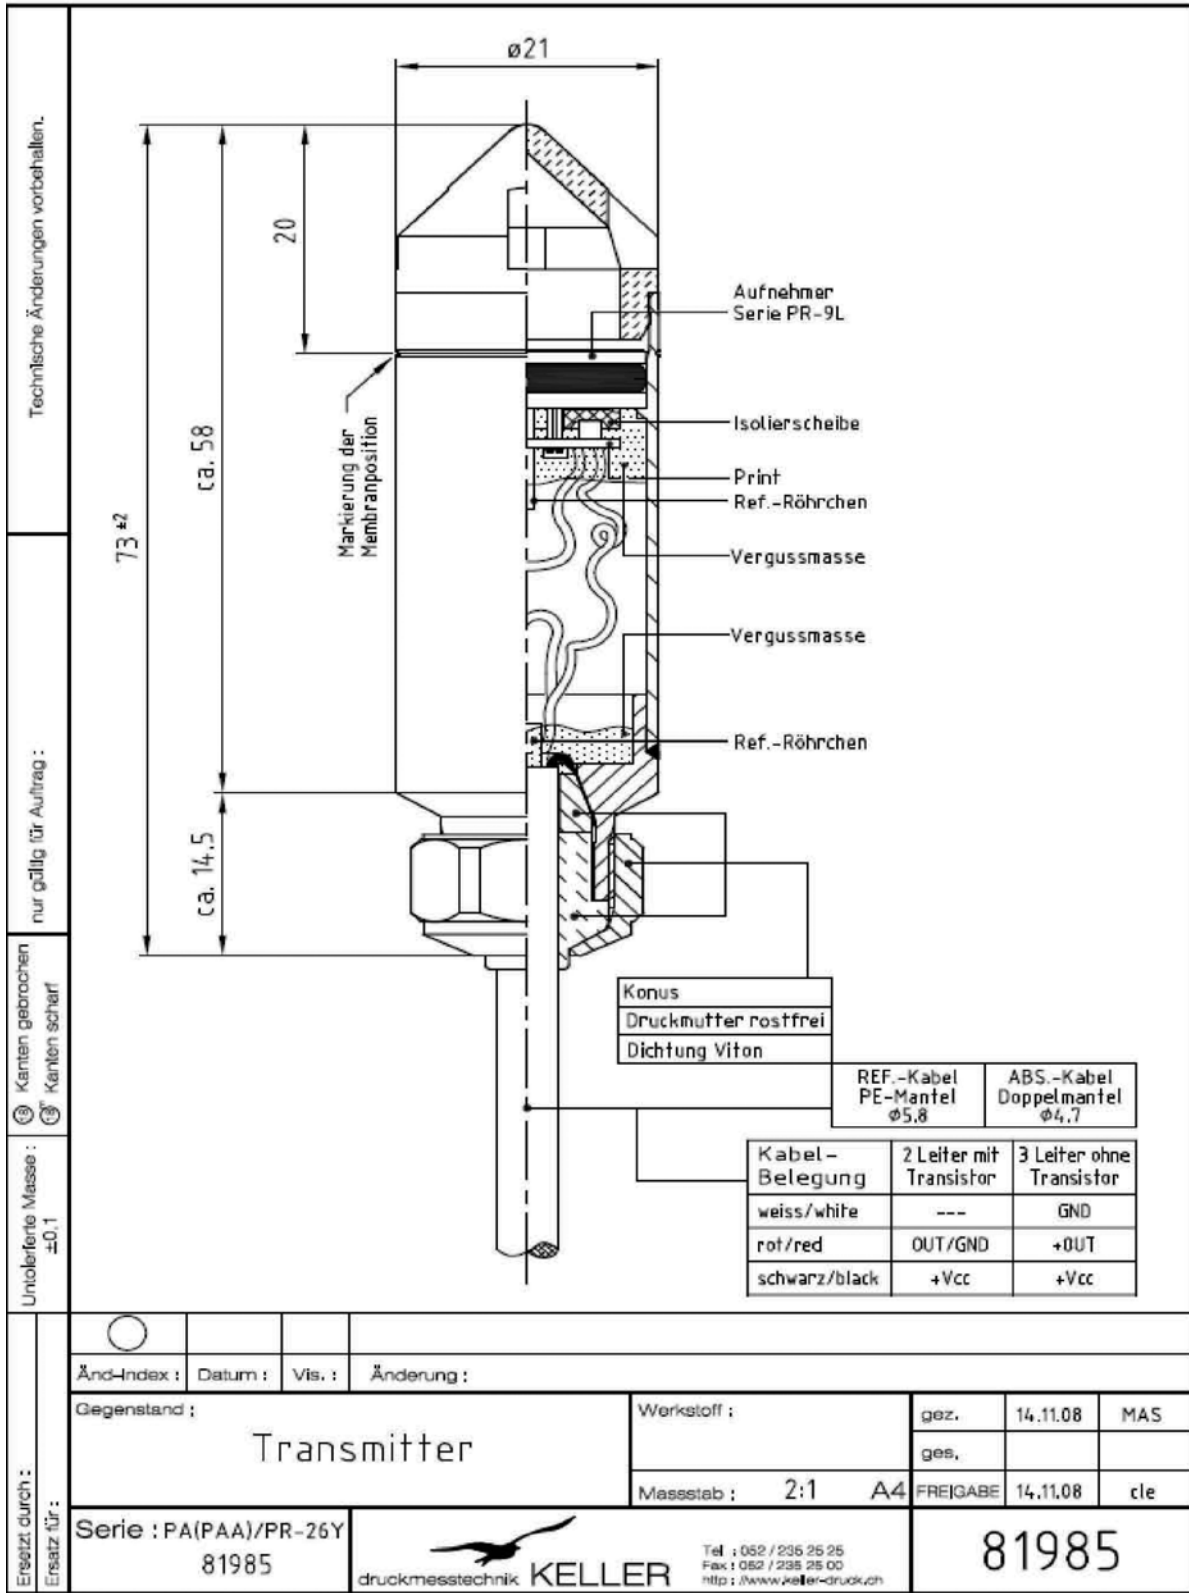 ø21
Technische Änderungen vorbehalten.
20
ca. 58
73 ±2
Markierung der
Membranposition
Aufnehmer
Serie PR-9L
Isolierscheibe
Print
Ref.-Röhrchen
Vergussmasse
Vergussmasse
Ref.-Röhrchen
nur gültig für Auftrag :
ca. 14.5
Kanten gebrochen
Kanten scharf
Untolerierte Masse :
±0.1
Konus
Druckmutter rostfrei
Dichtung Viton
REF.-Kabel
PE-Mantel
ø5.8
ABS.-Kabel
Doppelmantel
ø4.7
Kabel-
Belegung
2 Leiter mit
Transistor
3 Leiter ohne
Transistor
weiss/white --- GND
rot/red OUT/GND +OUT
schwarz/black +Vcc +Vcc
Änd-Index : Datum : Vis. : Änderung :
Gegenstand :
Transmitter
Werkstoff :
Massstab : 2:1 A4
gez. 14.11.08 MAS
ges.
FREIGABE 14.11.08 cle
Ersetzt durch :
Ersatz für :
Serie : PA(PAA)/PR-26Y
81985
druckmesstechnik KELLER
Tel : 052 / 235 25 25
Fax : 052 / 235 25 00
http : //www.keller-druck.ch
81985